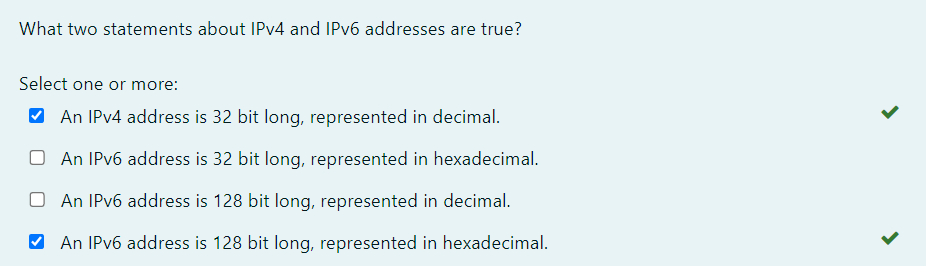 What two statements about IPv4 and IPv6 addresses are true?
Select one or more:
An IPv4 address is 32 bit long, represented in decimal.
An IPv6 address is 32 bit long, represented in hexadecimal.
An IPv6 address is 128 bit long, represented in decimal.
An IPv6 address is 128 bit long, represented in hexadecimal.